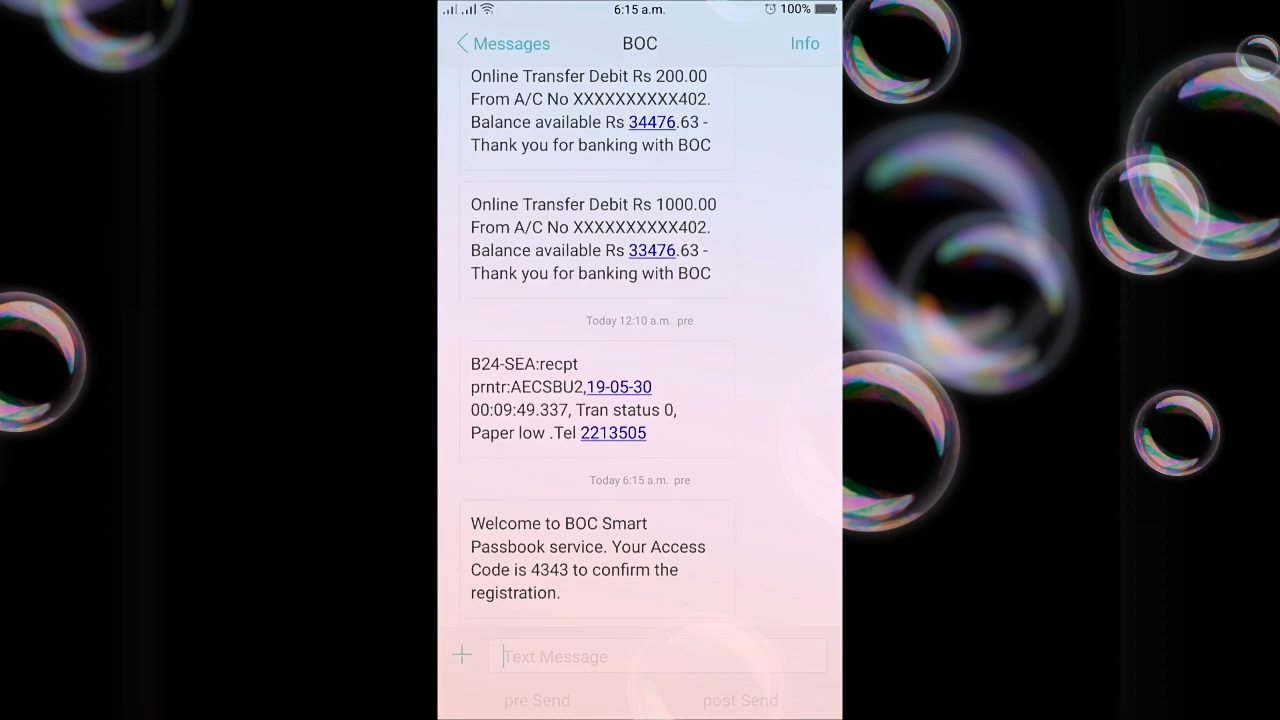 6:15 a.m.
100%
Messages
BOC
Info
Online Transfer Debit Rs 200.00
From A/C No XXXXXXXXXX402.
Balance available Rs 34476.63 -
Thank you for banking with BOC
Online Transfer Debit Rs 1000.00
From A/C No XXXXXXXXXX402.
Balance available Rs 33476.63 -
Thank you for banking with BOC
Today 12:10 a.m. pre
B24-SEA:recpt
prntr:AECSBU2,19-05-30
00:09:49.337, Tran status 0,
Paper low .Tel 2213505
Today 6:15 a.m. pre
Welcome to BOC Smart
Passbook service. Your Access
Code is 4343 to confirm the
registration.
Text Message
pre Send
post Send